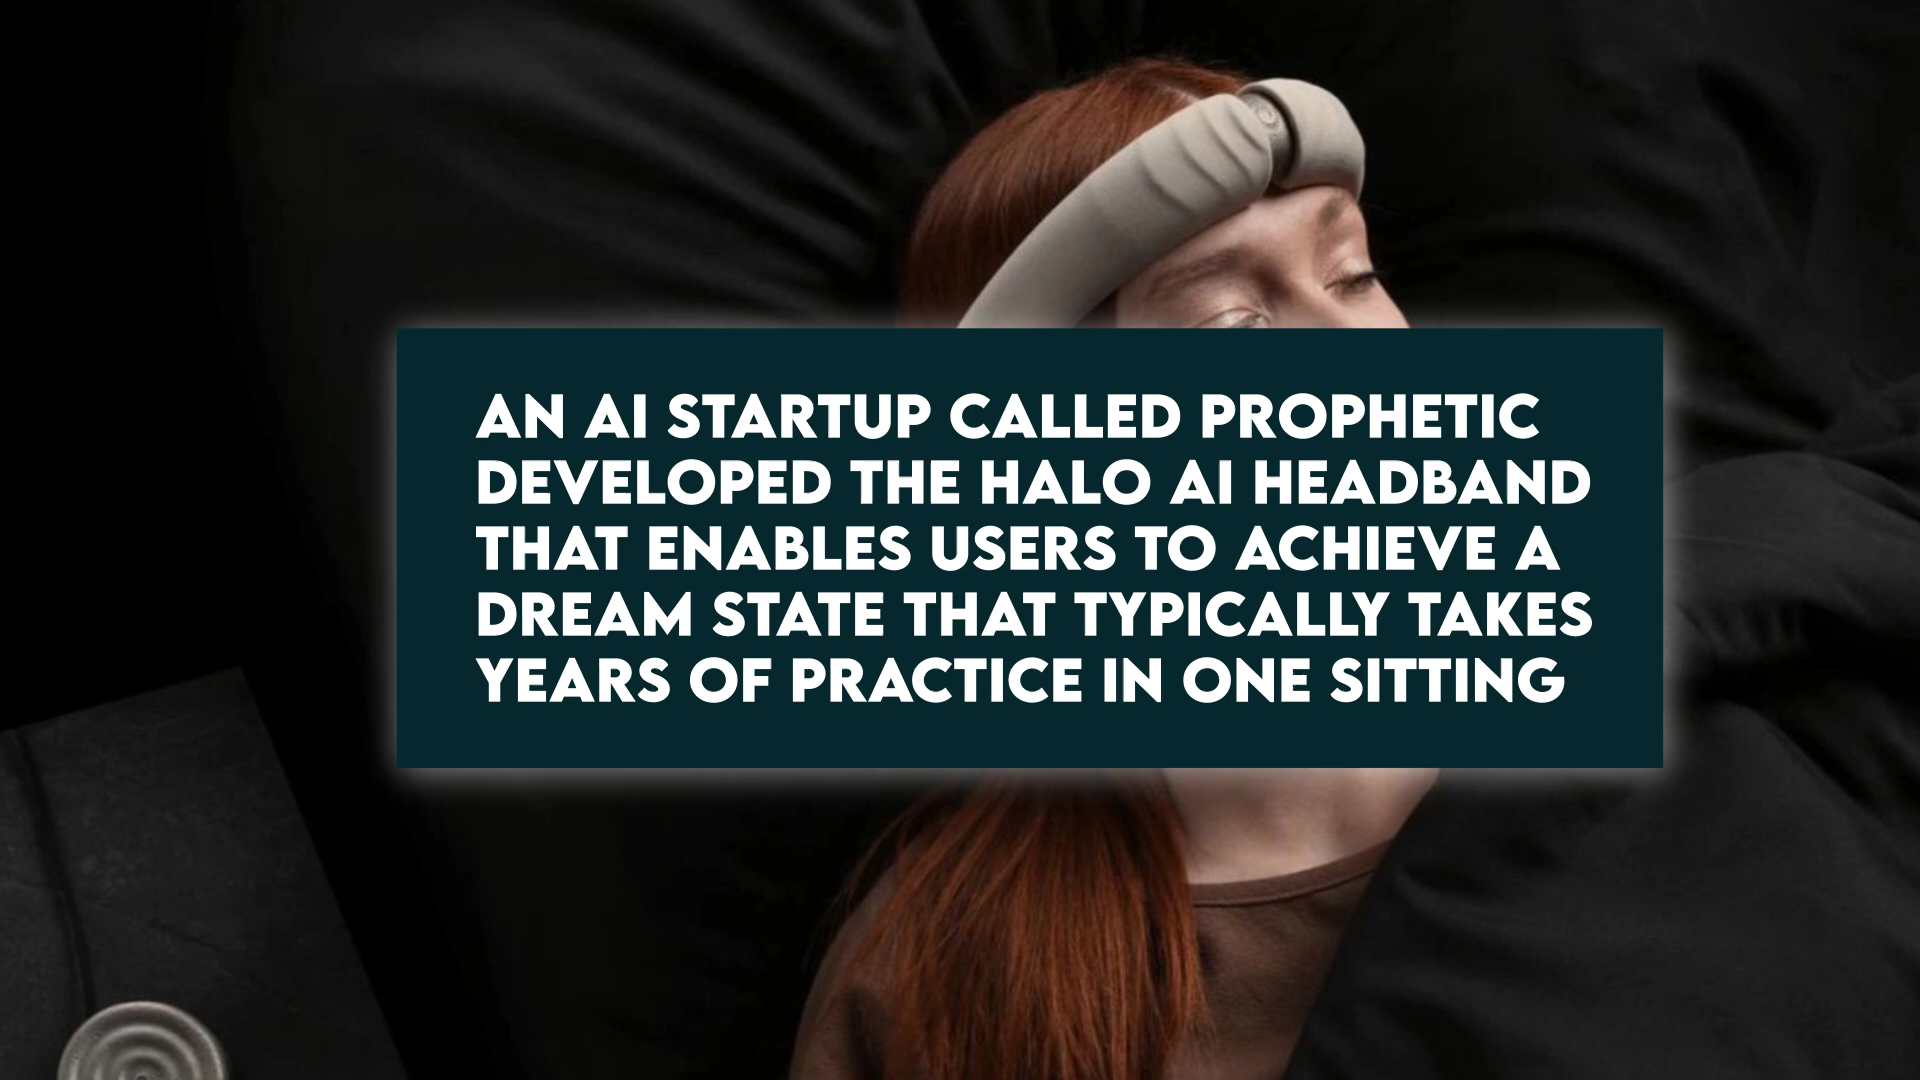 AN AI STARTUP CALLED PROPHETIC
DEVELOPED THE HALO AI HEADBAND
THAT ENABLES USERS TO ACHIEVE A
DREAM STATE THAT TYPICALLY TAKES
YEARS OF PRACTICE IN ONE SITTING